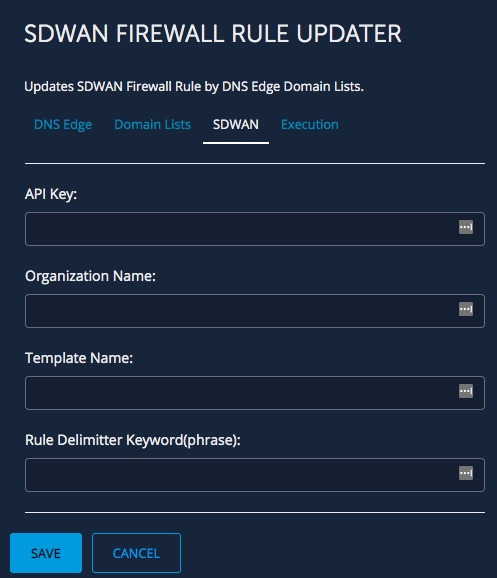 SDWAN FIREWALL RULE UPDATER
Updates SDWAN Firewall Rule by DNS Edge Domain Lists.
DNS Edge Domain Lists SDWAN Execution
API Key:
Organization Name:
Template Name:
Rule Delimitter Keyword(phrase):
SAVE CANCEL